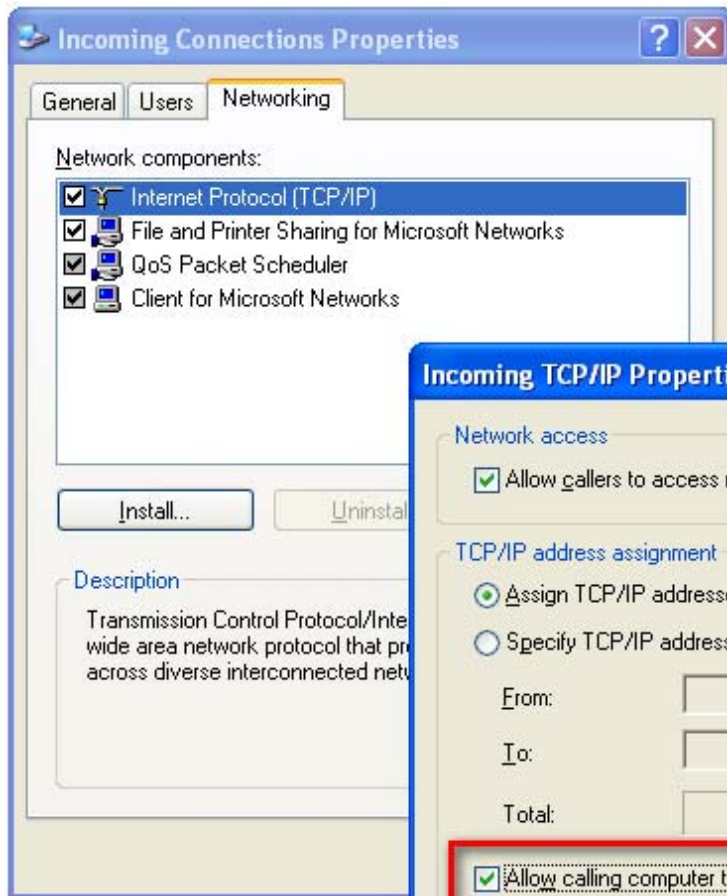 Incoming Connections Properties
General Users Networking
Network components:
Internet Protocol (TCP/IP)
File and Printer Sharing for Microsoft Networks
QoS Packet Scheduler
Client for Microsoft Networks
Install...
Description
Transmission Control Protocol/Inte
wide area network protocol that pr
across diverse interconnected netw
Incoming TCP/IP Properti
Network access
Allow callers to access
TCP/IP address assignment
Assign TCP/IP addresse
Specify TCP/IP address
From:
To:
Total:
Allow calling computer t